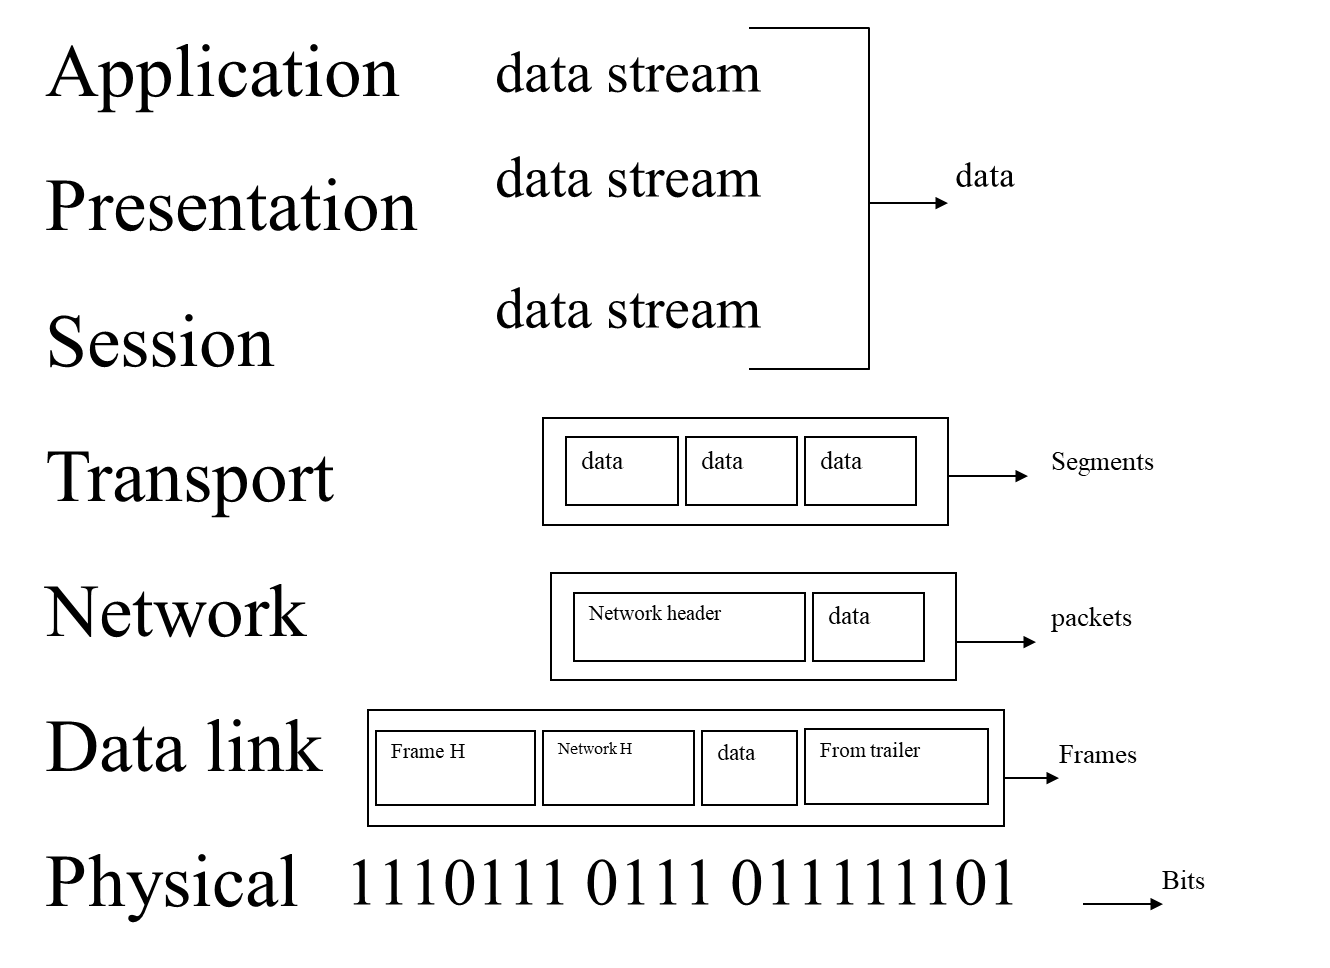 Application
data stream
Presentation
data stream
data
Session
data stream
Transport
data
data
data
Segments
Network
Network header
data
packets
Data link
Frame H
Network H
data
From trailer
Frames
Physical
1110111 0111 011111101
Bits